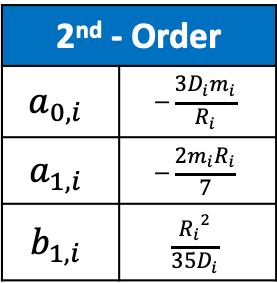 2nd - Order
a₀,ᵢ −3Dᵢmᵢ/Rᵢ
a₁,ᵢ −2mᵢRᵢ/7
b₁,ᵢ Rᵢ²/35Dᵢ